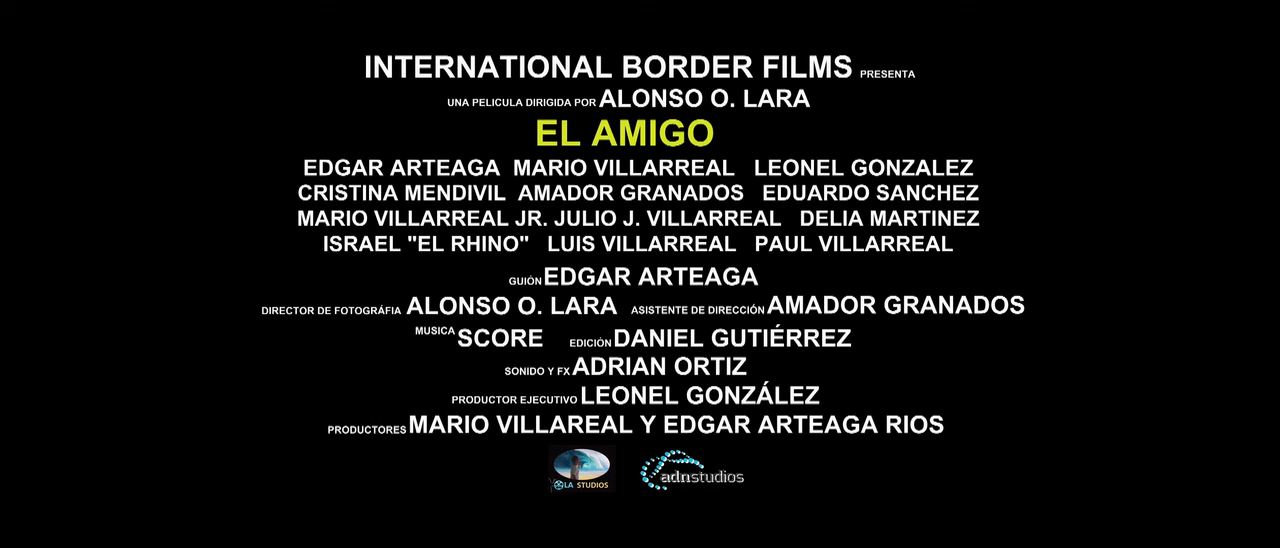 INTERNATIONAL BORDER FILMS PRESENTA
UNA PELICULA DIRIGIDA POR ALONSO O. LARA
EL AMIGO
EDGAR ARTEAGA MARIO VILLARREAL LEONEL GONZALEZ
CRISTINA MENDIVIL AMADOR GRANADOS EDUARDO SANCHEZ
MARIO VILLARREAL JR. JULIO J. VILLARREAL DELIA MARTINEZ
ISRAEL "EL RHINO" LUIS VILLARREAL PAUL VILLARREAL
GUIÓN EDGAR ARTEAGA
DIRECTOR DE FOTOGRÁFIA ALONSO O. LARA ASISTENTE DE DIRECCIÓN AMADOR GRANADOS
MUSICA SCORE EDICIÓN DANIEL GUTIÉRREZ
SONIDO Y FX ADRIAN ORTIZ
PRODUCTOR EJECUTIVO LEONEL GONZÁLEZ
PRODUCTORES MARIO VILLAREAL Y EDGAR ARTEAGA RIOS
STUDIOS adnstudios